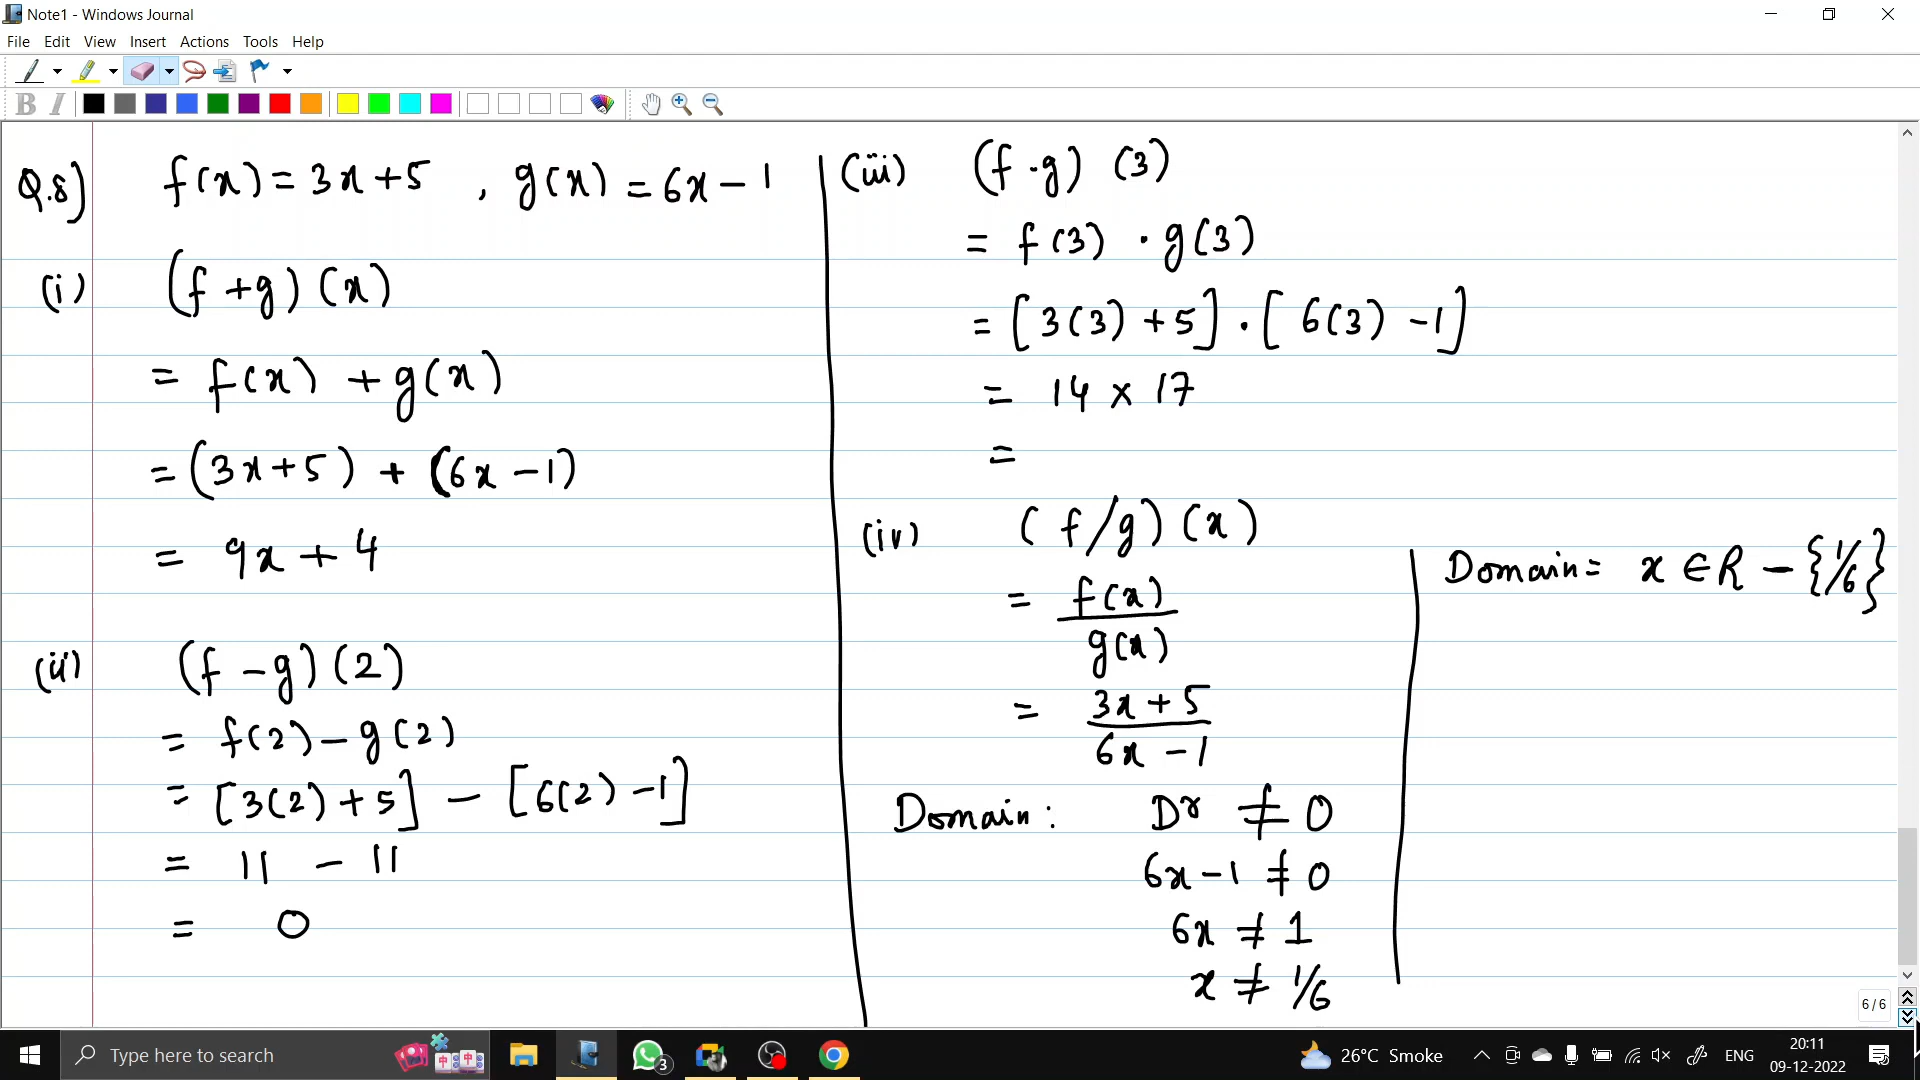 Note1 - Windows Journal
File Edit View Insert Actions Tools Help
B I
Q.8) f(x) = 3x+5 , g(x) = 6x-1
(i) (f+g)(x)
= f(x) + g(x)
= (3x+5) + (6x-1)
= 9x + 4
(ii) (f-g)(2)
= f(2) - g(2)
= [3(2)+5] - [6(2)-1]
= 11 - 11
= 0
(iii) (f·g)(3)
= f(3) · g(3)
= [3(3)+5] · [6(3)-1]
= 14 × 17
=
(iv) (f/g)(x)
= f(x)
g(x)
= 3x+5
6x-1
Domain: Dr ≠ 0
6x-1 ≠ 0
6x ≠ 1
x ≠ 1/6
Domain = x ∈ R - {1/6}
6 / 6
Type here to search
3
26°C Smoke
ENG
20:11
09-12-2022